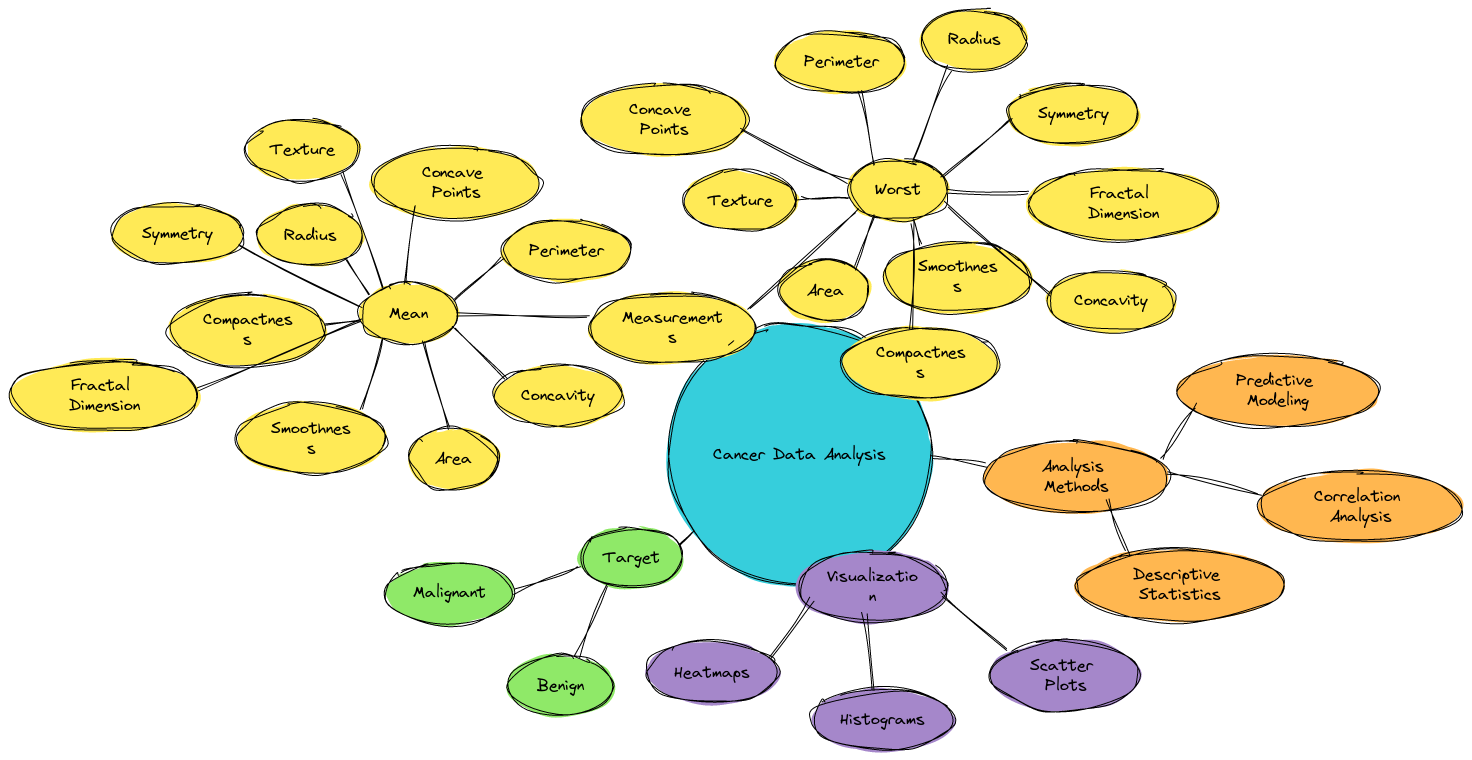 Radius
Perimeter
Concave
Points
Symmetry
Texture
Concave
Points
Worst
Texture
Fractal
Dimension
Symmetry
Radius
Perimeter
Smoothnes
s
Area
Concavity
Mean
Compactnes
s
Measurement
s
Compactnes
s
Fractal
Dimension
Concavity
Predictive
Modeling
Smoothnes
s
Area
Cancer Data Analysis
Analysis
Methods
Correlation
Analysis
Target
Malignant
Visualizatio
n
Descriptive
Statistics
Benign
Heatmaps
Scatter
Plots
Histograms